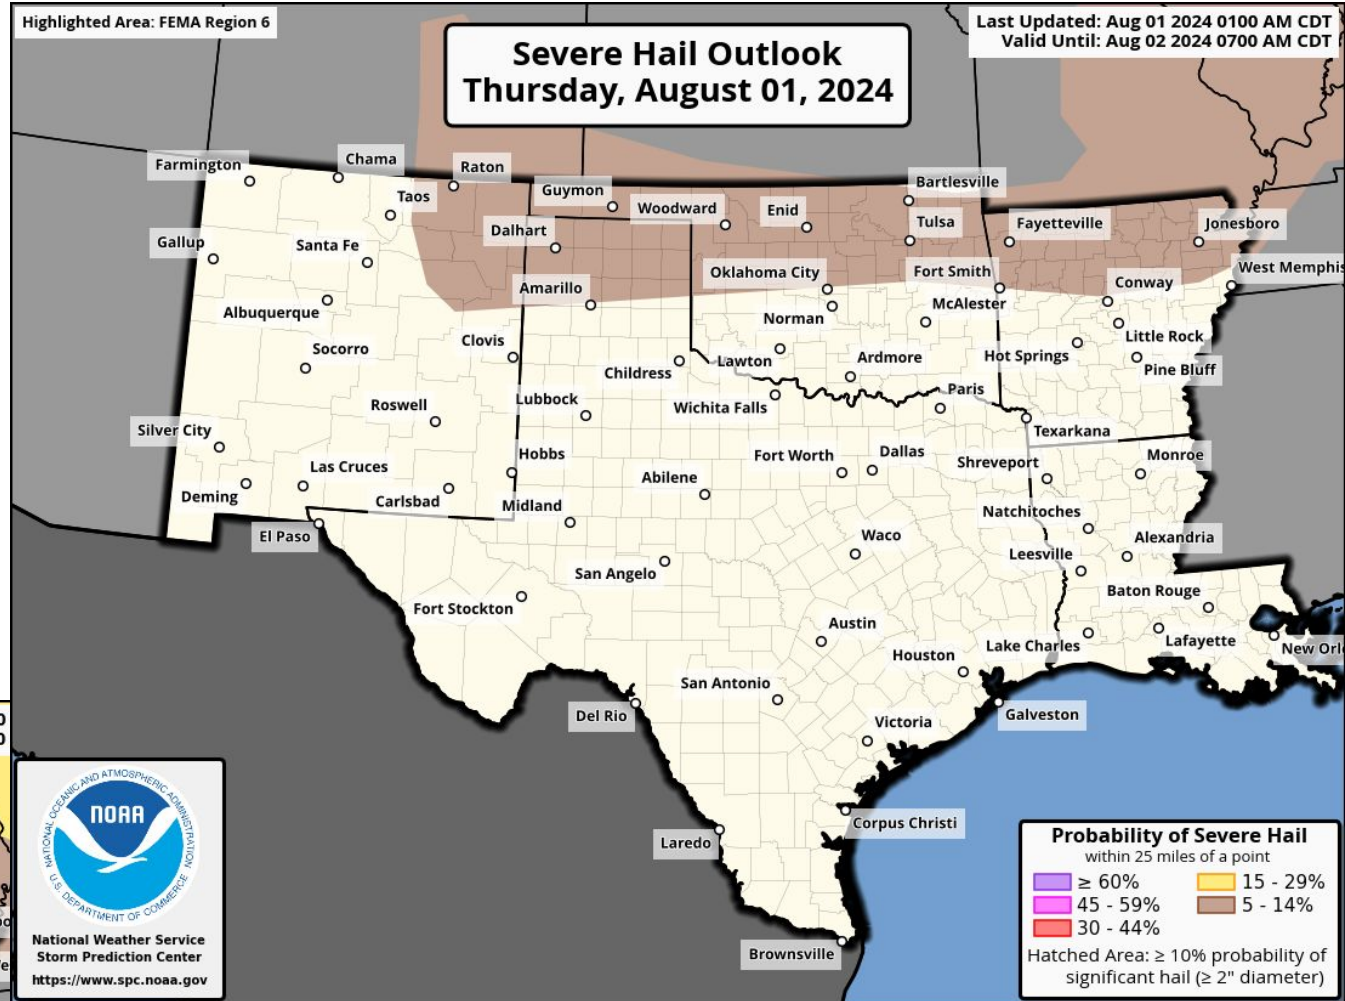 Highlighted Area: FEMA Region 6
Last Updated: Aug 01 2024 0100 AM CDT
Valid Until: Aug 02 2024 0700 AM CDT
Severe Hail Outlook
Thursday, August 01, 2024
Farmington
Chama
Raton
Taos
Guymon
Bartlesville
Woodward
Enid
Gallup
Santa Fe
Dalhart
Tulsa
Fayetteville
Jonesboro
Oklahoma City
Fort Smith
West Memphis
Amarillo
Conway
Albuquerque
Norman
McAlester
Socorro
Clovis
Little Rock
Childress
Lawton
Ardmore
Hot Springs
Pine Bluff
Roswell
Lubbock
Wichita Falls
Paris
Silver City
Texarkana
Las Cruces
Hobbs
Fort Worth
Dallas
Shreveport
Monroe
Deming
Carlsbad
Midland
Abilene
Natchitoches
El Paso
Waco
Leesville
Alexandria
San Angelo
Baton Rouge
Fort Stockton
Austin
Lake Charles
Lafayette
Houston
New Orl
San Antonio
Del Rio
Victoria
Galveston
Corpus Christi
Laredo
Brownsville
NATIONAL OCEANIC AND ATMOSPHERIC ADMINISTRATION
NOAA
U.S. DEPARTMENT OF COMMERCE
National Weather Service
Storm Prediction Center
https://www.spc.noaa.gov
Probability of Severe Hail
within 25 miles of a point
≥ 60%
15 - 29%
45 - 59%
5 - 14%
30 - 44%
Hatched Area: ≥ 10% probability of
significant hail (≥ 2" diameter)